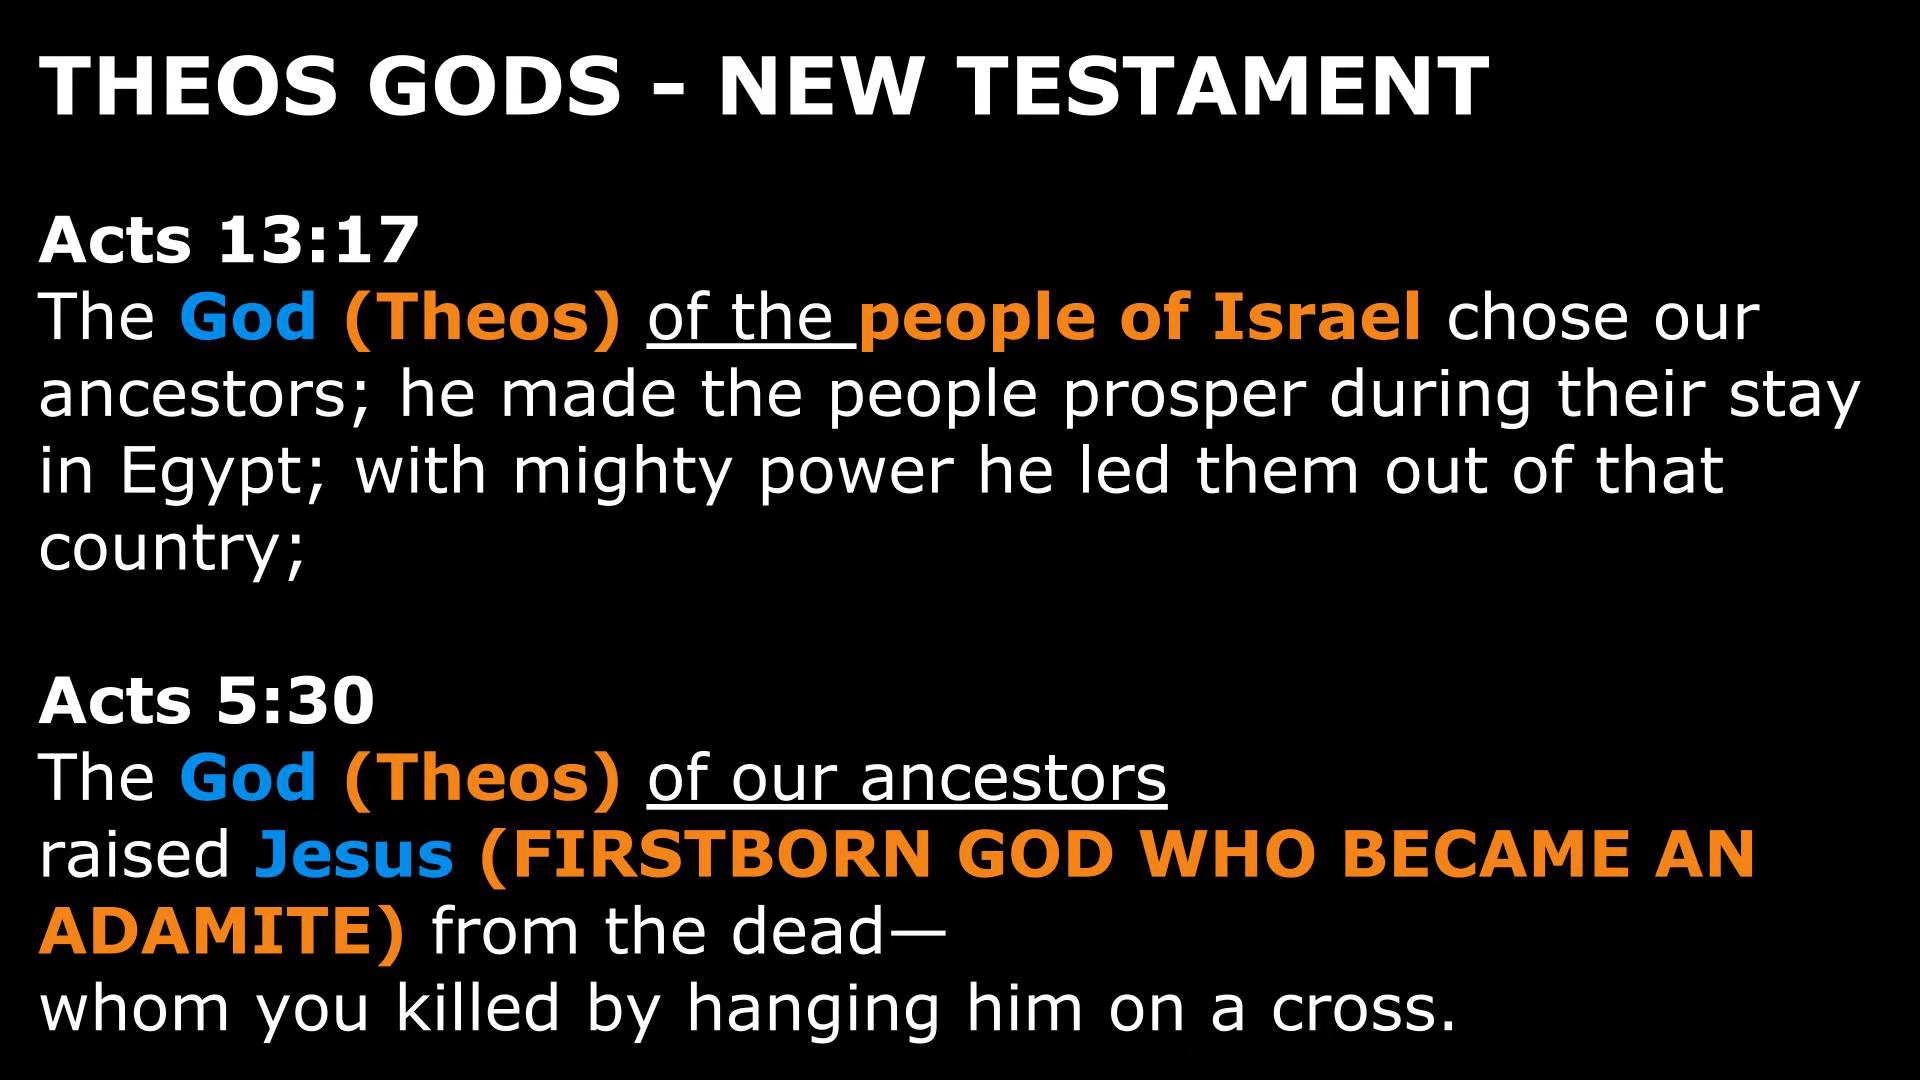 THEOS GODS – NEW TESTAMENT
Acts 13:17
The God (Theos) of the people of Israel chose our
ancestors; he made the people prosper during their stay
in Egypt; with mighty power he led them out of that
country;
Acts 5:30
The God (Theos) of our ancestors
raised Jesus (FIRSTBORN GOD WHO BECAME AN
ADAMITE) from the dead—
whom you killed by hanging him on a cross.